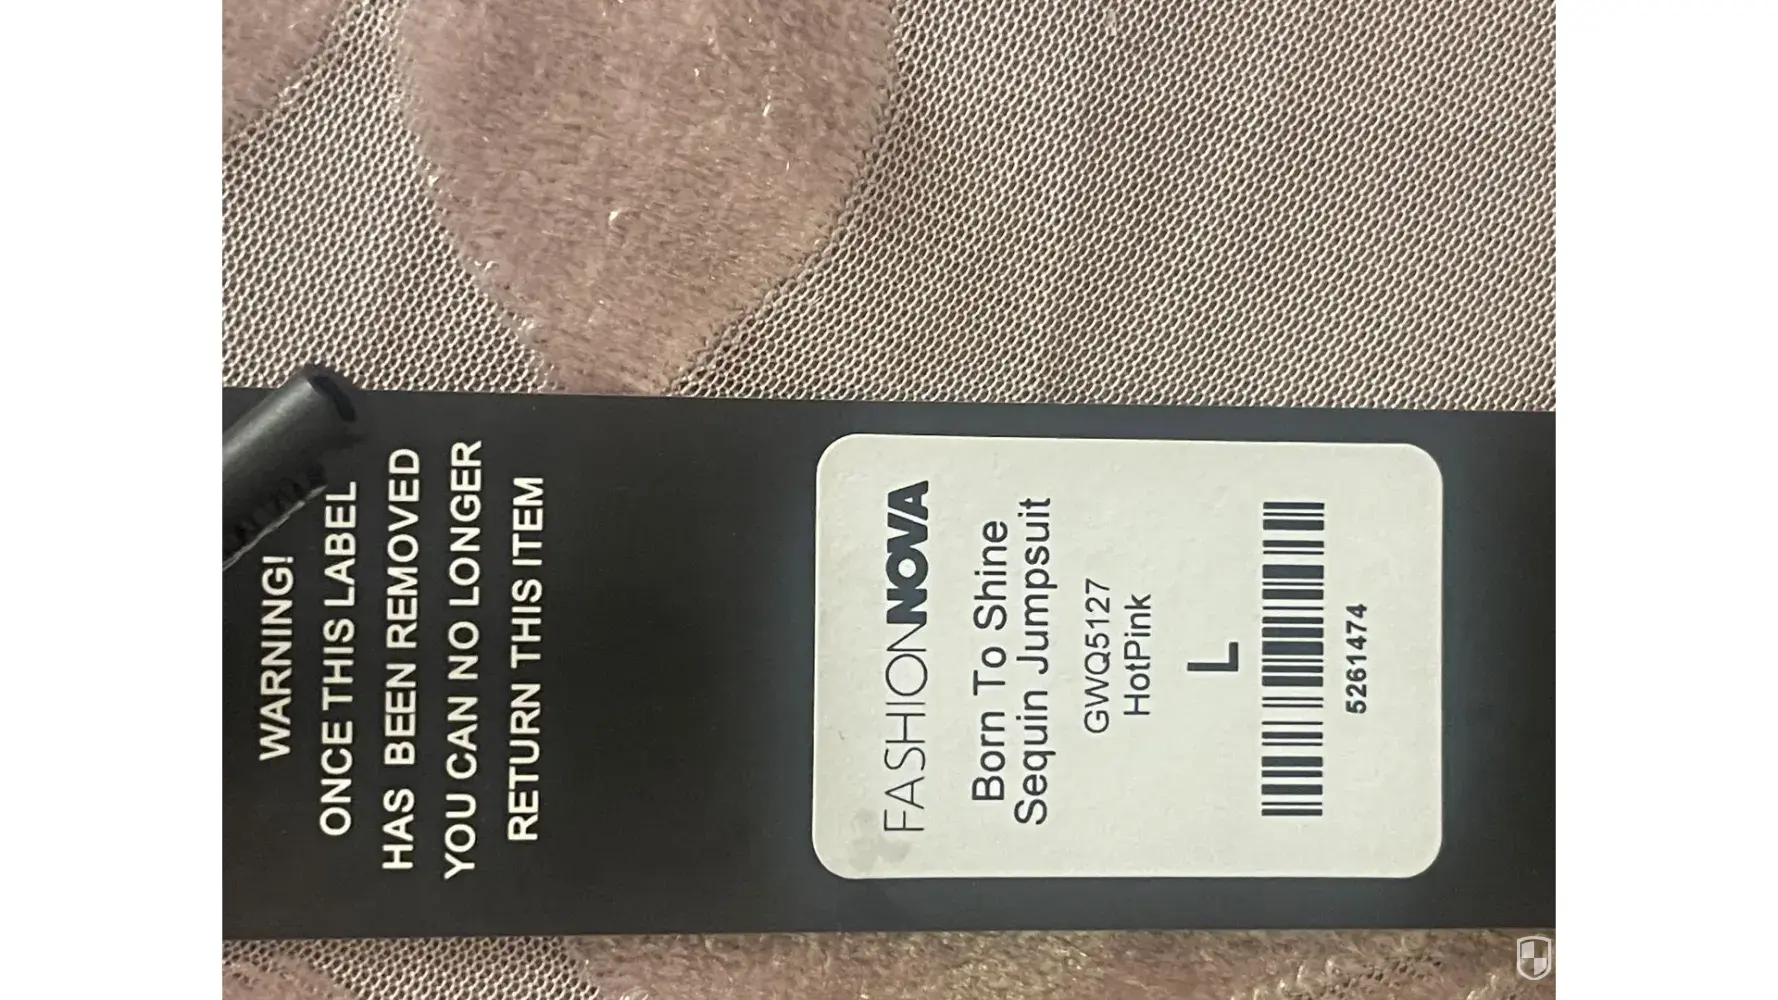 WARNING!
ONCE THIS LABEL
HAS BEEN REMOVED
YOU CAN NO LONGER
RETURN THIS ITEM
FASHIONNOVA
Born To Shine
Sequin Jumpsuit
GWQ5127
HotPink
L
5261474